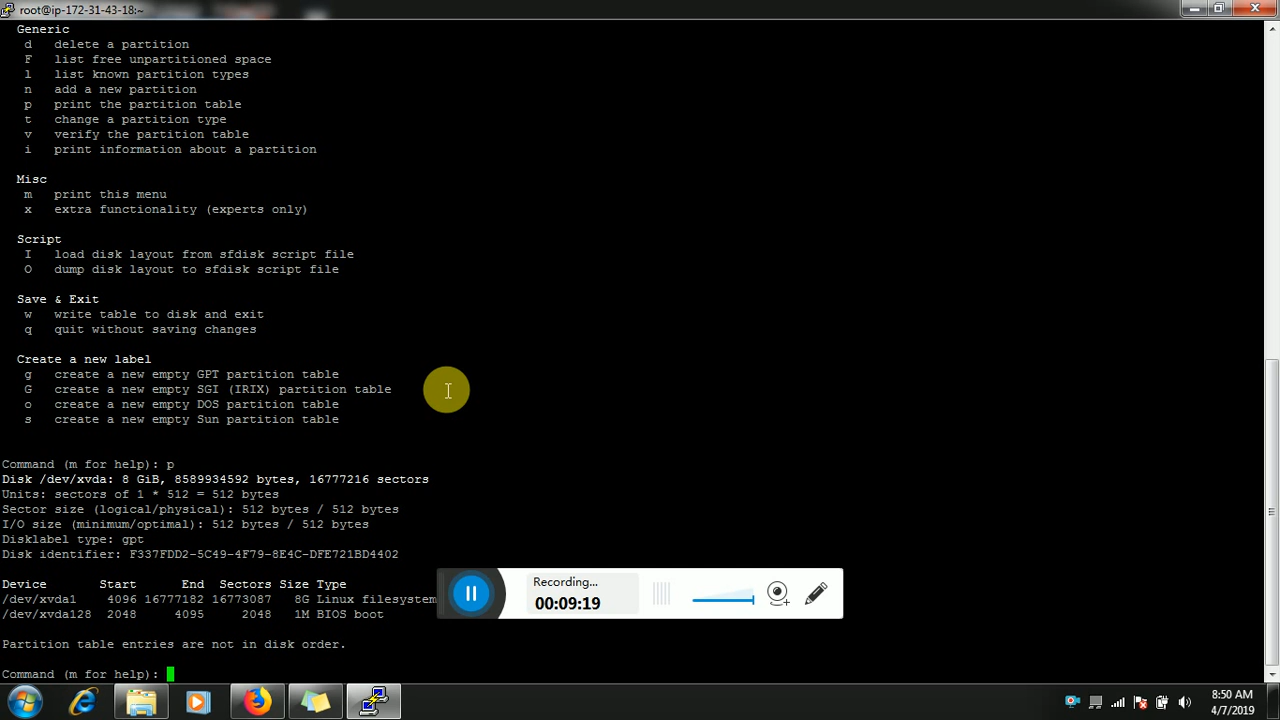 root@ip-172-31-43-18:~
Generic
d delete a partition
F list free unpartitioned space
l list known partition types
n add a new partition
p print the partition table
t change a partition type
v verify the partition table
i print information about a partition
Misc
m print this menu
x extra functionality (experts only)
Script
I load disk layout from sfdisk script file
O dump disk layout to sfdisk script file
Save & Exit
w write table to disk and exit
q quit without saving changes
Create a new label
g create a new empty GPT partition table
G create a new empty SGI (IRIX) partition table
o create a new empty DOS partition table
s create a new empty Sun partition table
Command (m for help): p
Disk /dev/xvda: 8 GiB, 8589934592 bytes, 16777216 sectors
Units: sectors of 1 * 512 = 512 bytes
Sector size (logical/physical): 512 bytes / 512 bytes
I/O size (minimum/optimal): 512 bytes / 512 bytes
Disklabel type: gpt
Disk identifier: F337FDD2-5C49-4F79-8E4C-DFE721BD4402
Device Start End Sectors Size Type
/dev/xvda1 4096 16777182 16773087 8G Linux filesystem
/dev/xvda128 2048 4095 2048 1M BIOS boot
Partition table entries are not in disk order.
Command (m for help):
Recording...
00:09:19
8:50 AM
4/7/2019